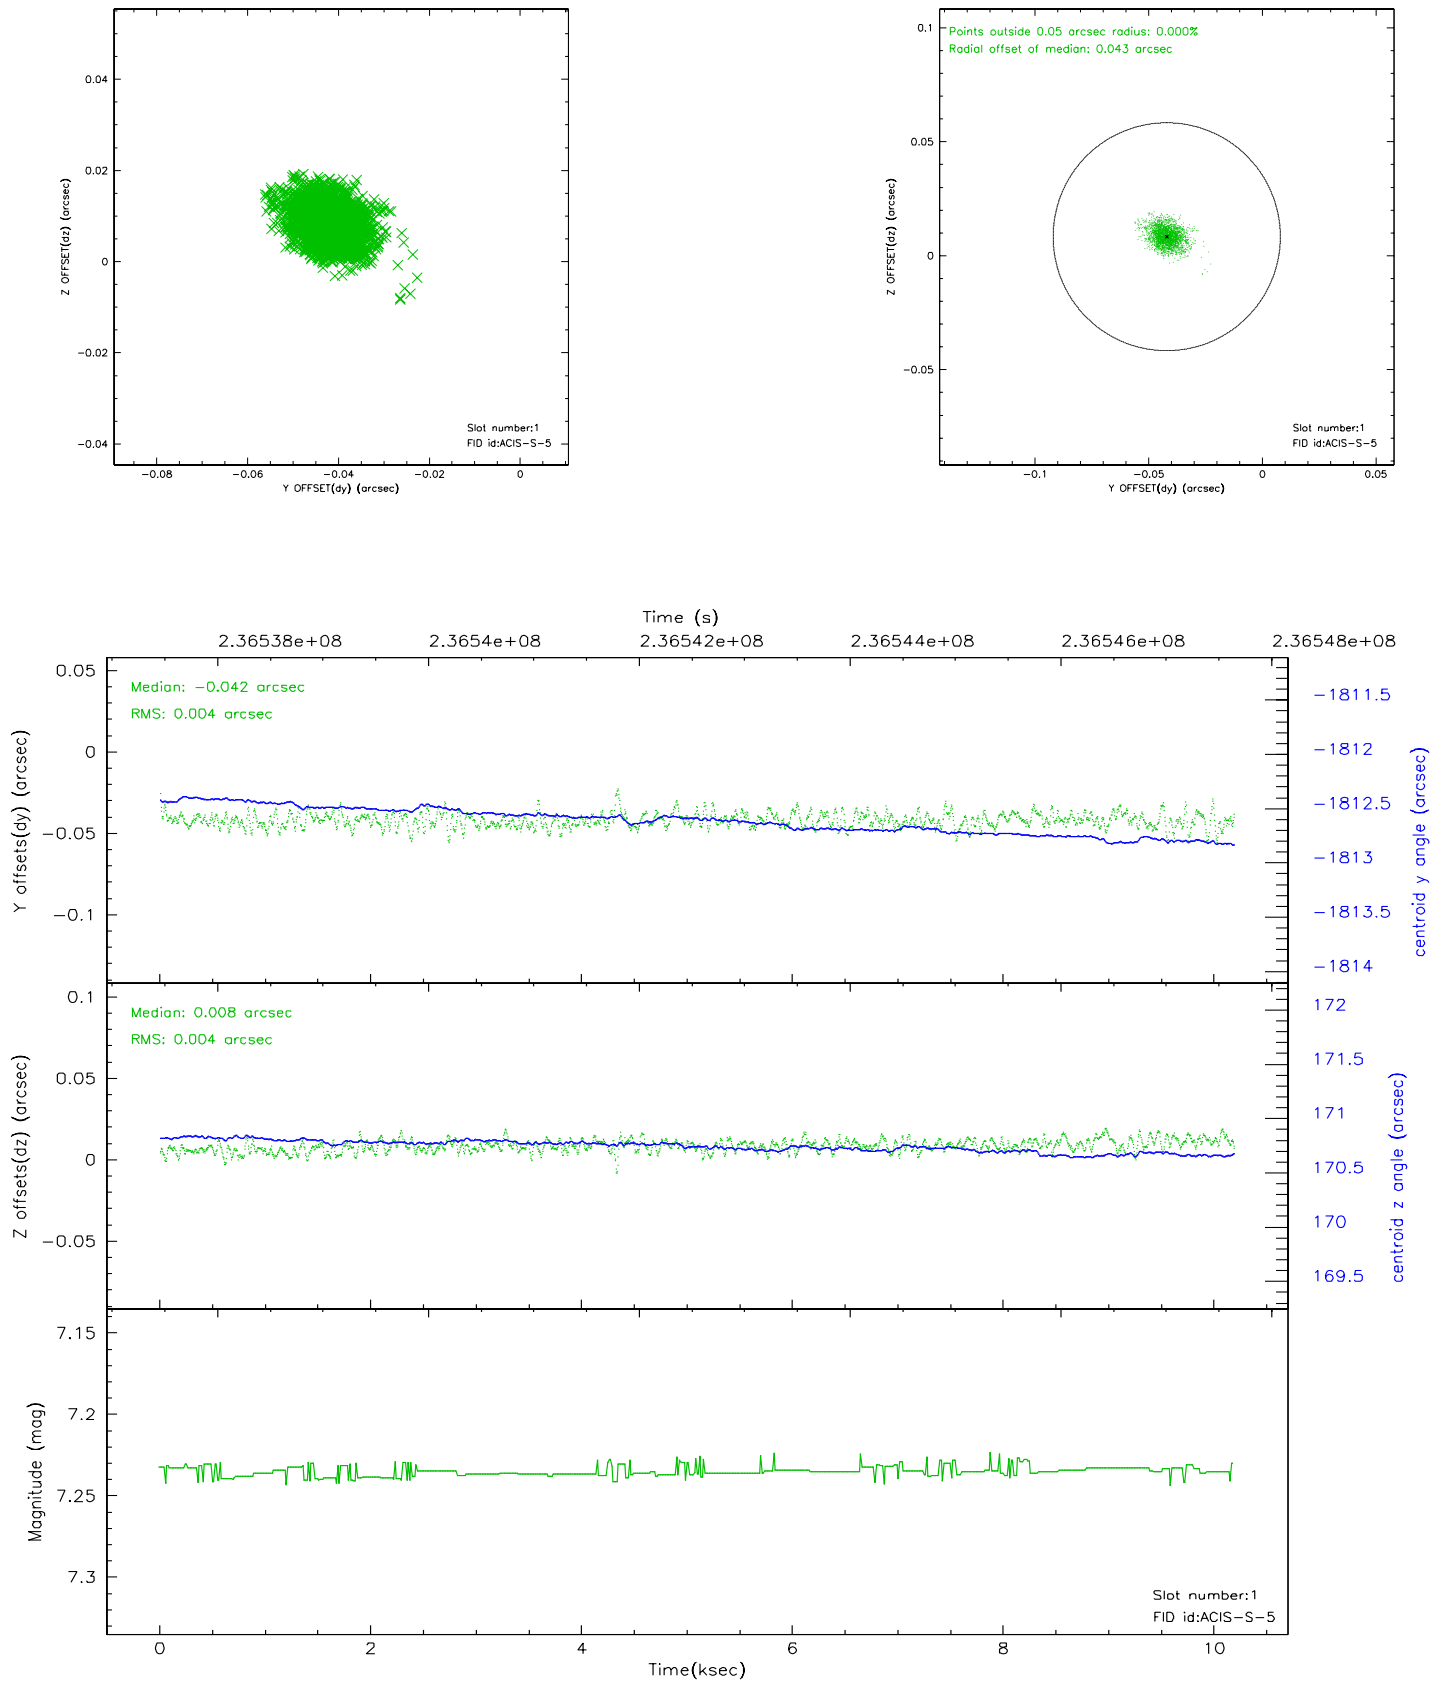 0.04
0.02
0
−0.02
−0.04
Z OFFSET(dz) (arcsec)
Slot number:1
FID id:ACIS−S−5
−0.08
−0.06
−0.04
−0.02
0
Y OFFSET(dy) (arcsec)
0.1
0.05
0
−0.05
Z OFFSET(dz) (arcsec)
Points outside 0.05 arcsec radius: 0.000%
Radial offset of median: 0.043 arcsec
Slot number:1
FID id:ACIS−S−5
−0.1
−0.05
0
0.05
Y OFFSET(dy) (arcsec)
Time (s)
2.36538e+08
2.3654e+08
2.36542e+08
2.36544e+08
2.36546e+08
2.36548e+08
0.05
0
−0.05
−0.1
Y offsets(dy) (arcsec)
Median: −0.042 arcsec
RMS: 0.004 arcsec
−1811.5
−1812
−1812.5
−1813
−1813.5
−1814
centroid y angle (arcsec)
0.1
0.05
0
−0.05
Z offsets(dz) (arcsec)
Median: 0.008 arcsec
RMS: 0.004 arcsec
172
171.5
171
170.5
170
169.5
centroid z angle (arcsec)
7.15
7.2
7.25
7.3
Magnitude (mag)
Slot number:1
FID id:ACIS−S−5
0
2
4
6
8
10
Time(ksec)